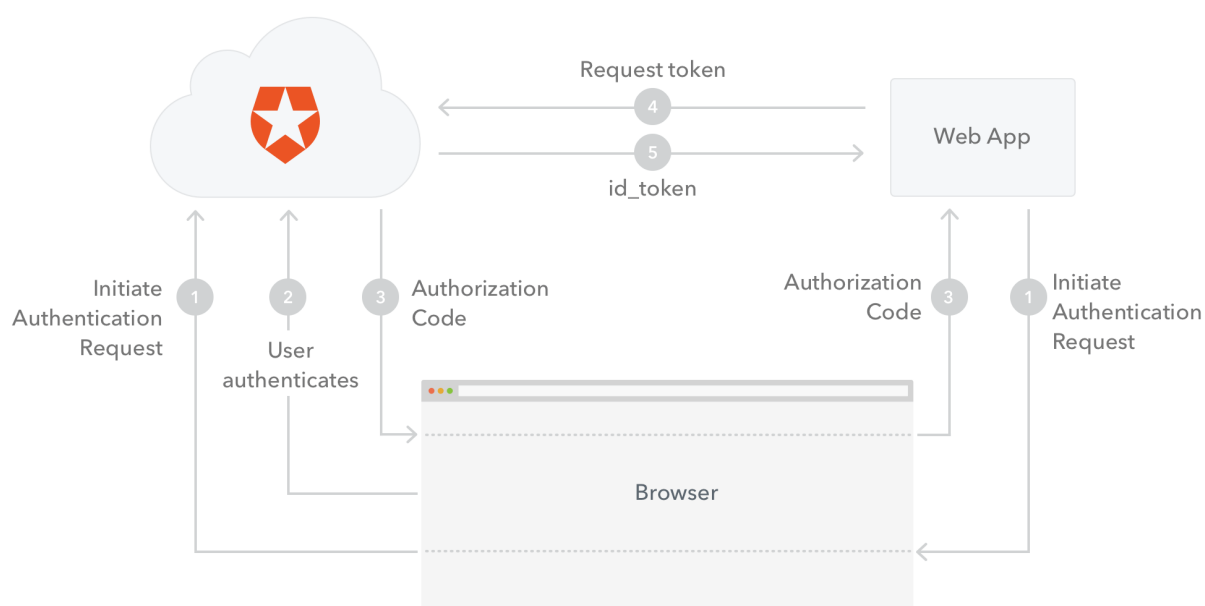 Request token
4
Web App
5
id_token
Initiate
Authentication
Request
1
2
User
authenticates
3
Authorization
Code
Authorization
Code
3
1
Initiate
Authentication
Request
Browser